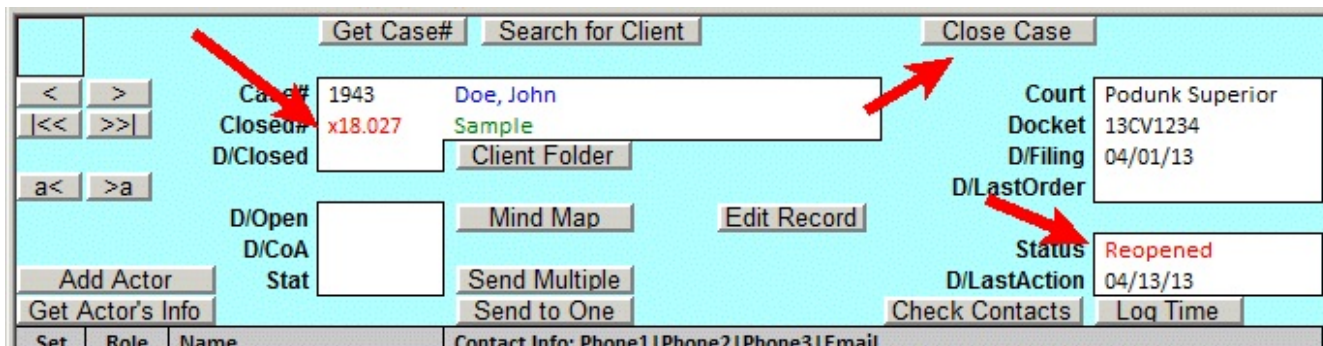 Get Case# Search for Client Close Case
< > Case# 1943 Doe, John Court Podunk Superior
|<< >>| Closed# x18.027 Sample Docket 13CV1234
D/Closed Client Folder D/Filing 04/01/13
a< >a D/LastOrder
D/Open Mind Map Edit Record
D/CoA Status Reopened
Add Actor Stat Send Multiple D/LastAction 04/13/13
Get Actor's Info Send to One Check Contacts Log Time
Set Role Name Contact Info: Phone1|Phone2|Phone3|Email